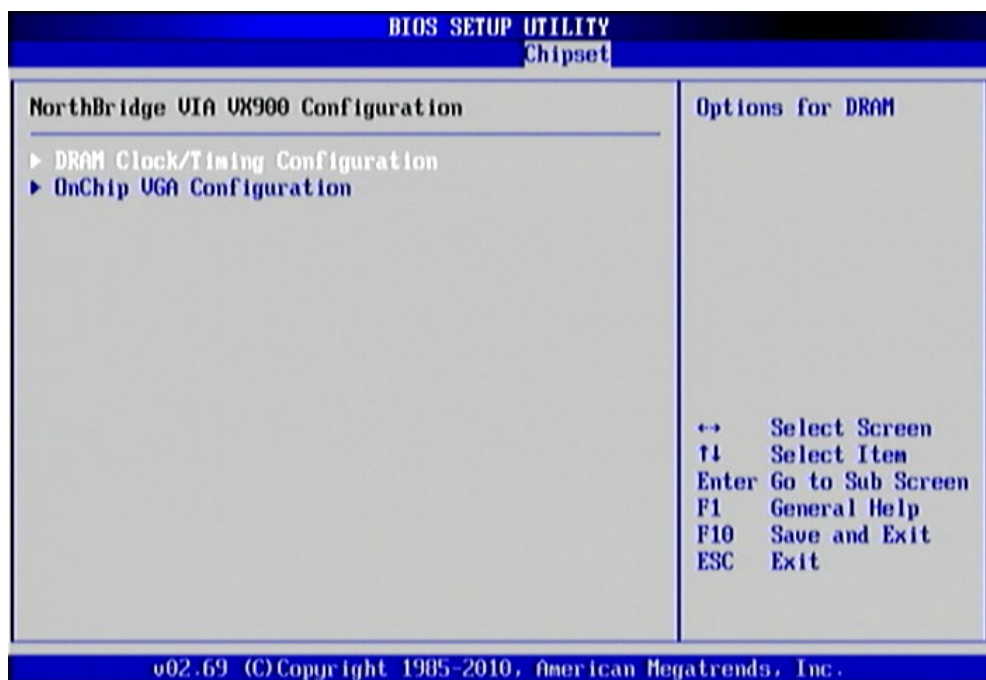 BIOS SETUP UTILITY
Chipset
NorthBridge VIA VX900 Configuration
▶ DRAM Clock/Timing Configuration
▶ OnChip VGA Configuration
Options for DRAM
↔ Select Screen
↑↓ Select Item
Enter Go to Sub Screen
F1 General Help
F10 Save and Exit
ESC Exit
v02.69 (C)Copyright 1985-2010, American Megatrends, Inc.